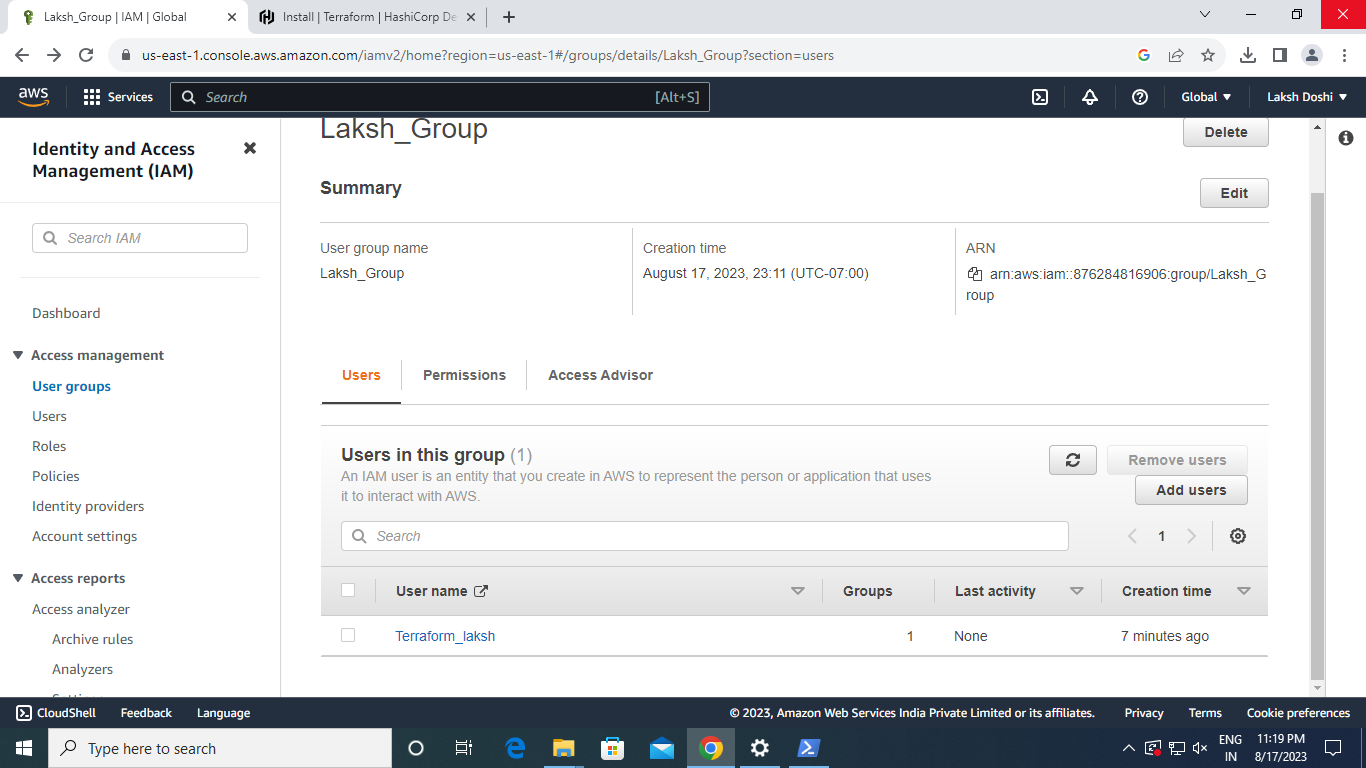 Laksh_Group | IAM | Global
Install | Terraform | HashiCorp De
us-east-1.console.aws.amazon.com/iamv2/home?region=us-east-1#/groups/details/Laksh_Group?section=users
aws
Services
Search
[Alt+S]
Global
Laksh Doshi
Identity and Access
Management (IAM)
Search IAM
Dashboard
Access management
User groups
Users
Roles
Policies
Identity providers
Account settings
Access reports
Access analyzer
Archive rules
Analyzers
Settings
Laksh_Group
Delete
Summary
Edit
User group name
Laksh_Group
Creation time
August 17, 2023, 23:11 (UTC-07:00)
ARN
arn:aws:iam::876284816906:group/Laksh_G
roup
Users
Permissions
Access Advisor
Users in this group (1)
An IAM user is an entity that you create in AWS to represent the person or application that uses
it to interact with AWS.
Remove users
Add users
Search
1
User name
Groups
Last activity
Creation time
Terraform_laksh
1
None
7 minutes ago
CloudShell
Feedback
Language
© 2023, Amazon Web Services India Private Limited or its affiliates.
Privacy
Terms
Cookie preferences
Type here to search
ENG
IN
11:19 PM
8/17/2023